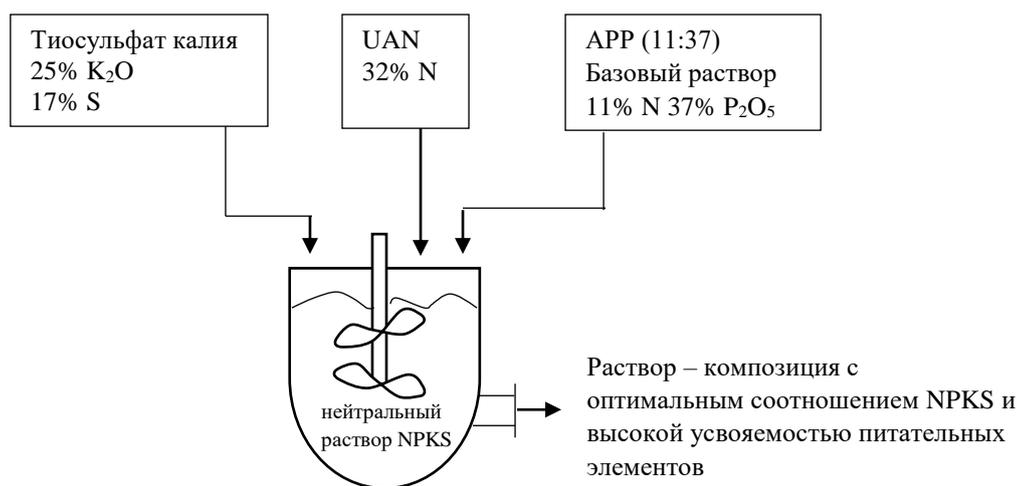 Тиосульфат калия
25% K₂O
17% S
UAN
32% N
APP (11:37)
Базовый раствор
11% N 37% P₂O₅
нейтральный
раствор NPKS
Раствор – композиция с
оптимальным соотношением NPKS и
высокой усвояемостью питательных
элементов